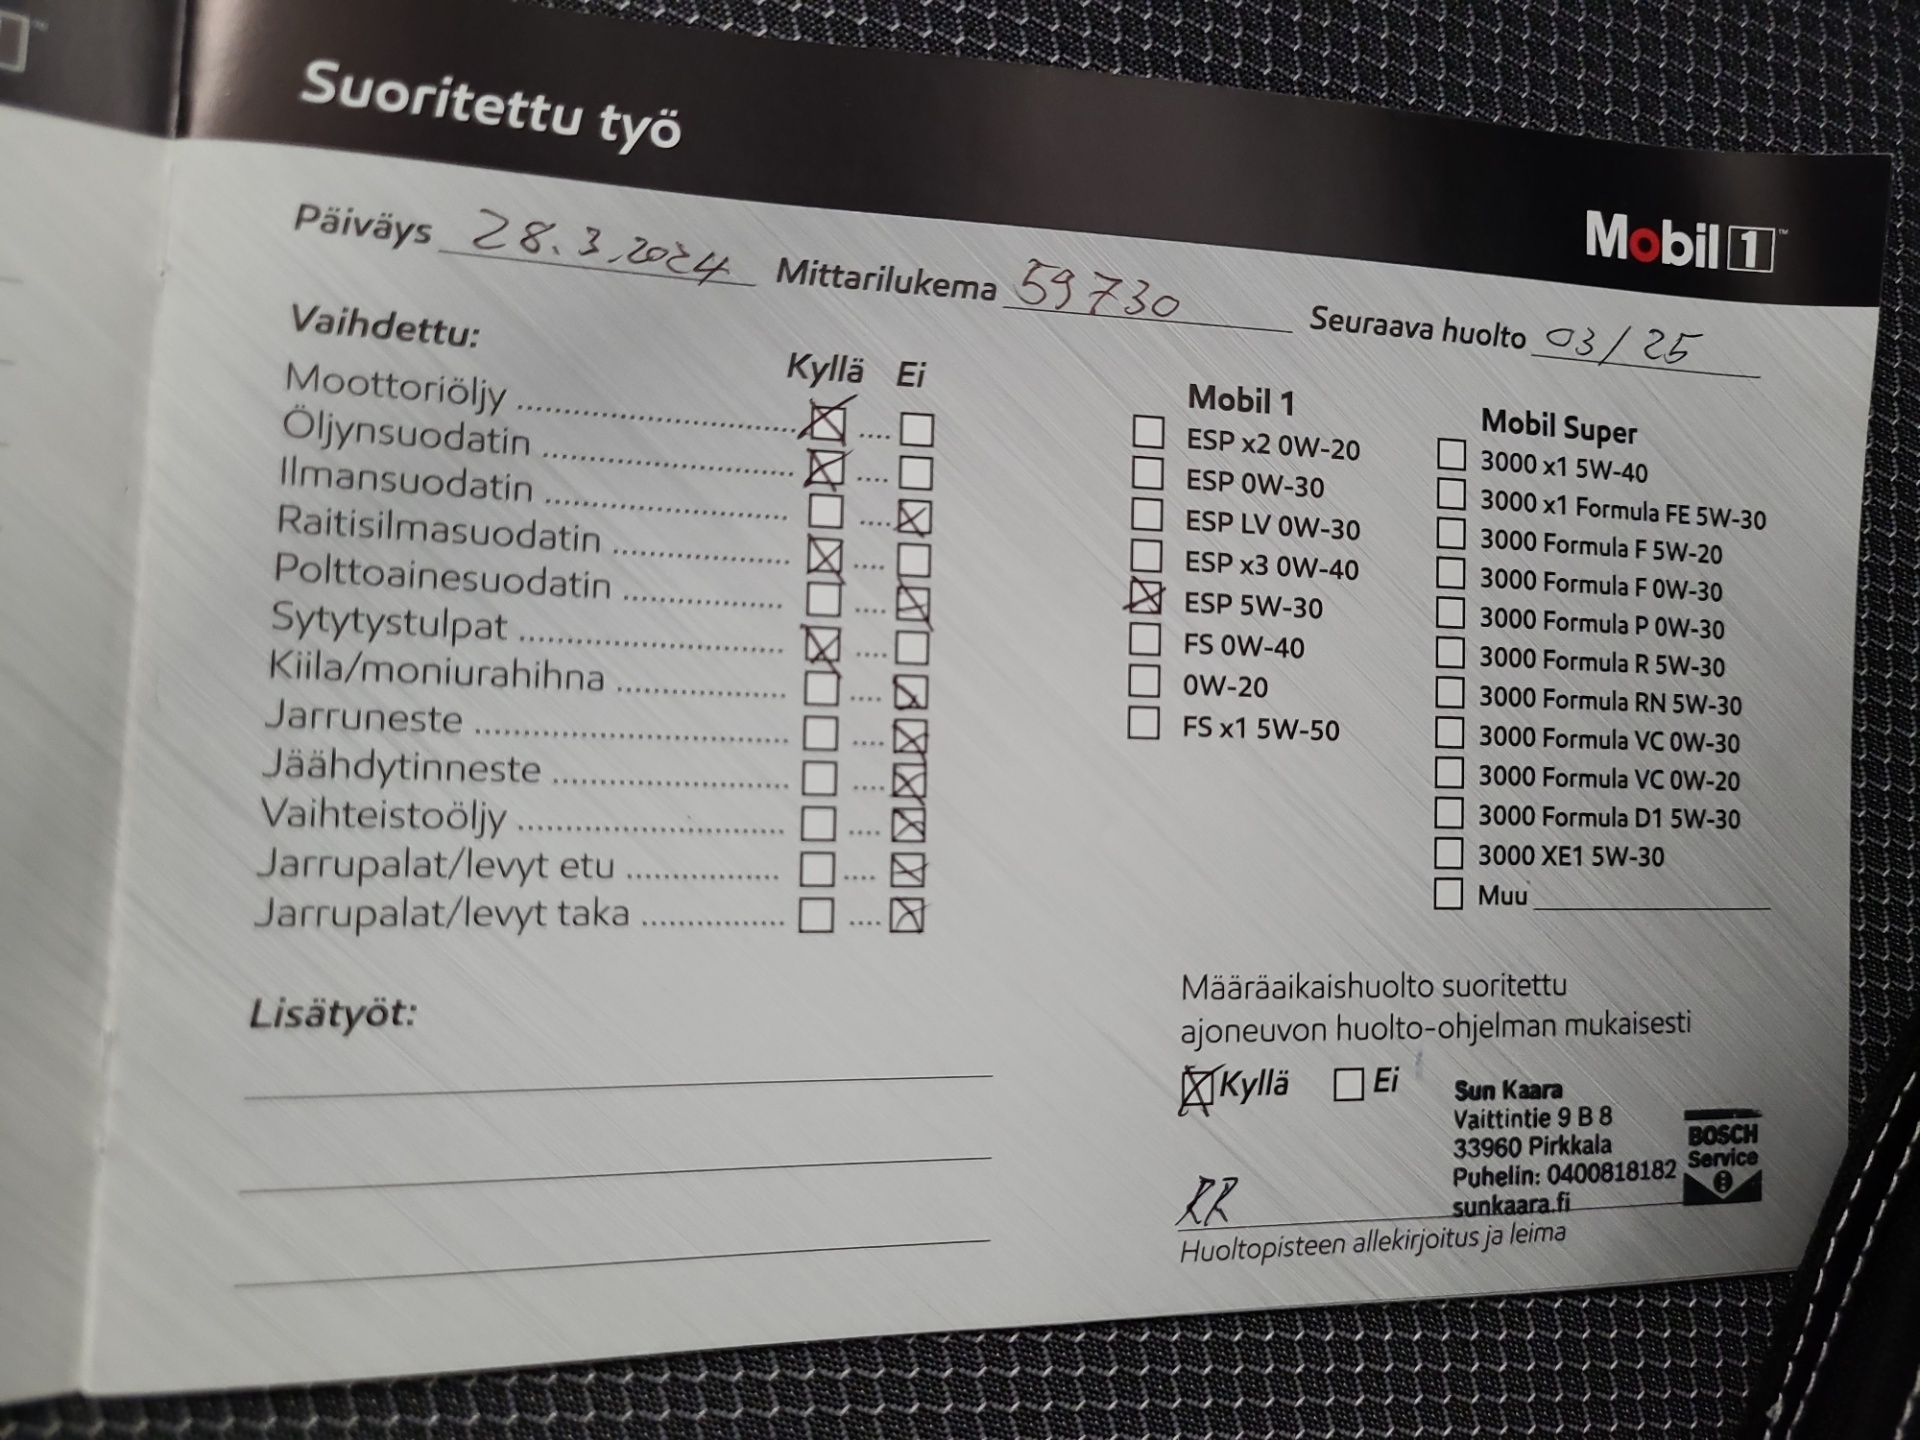 Suoritettu työ
Mobil 1™
Päiväys 28.3.2024 Mittarilukema 59730 Seuraava huolto 03/25
Vaihdettu:
Kyllä Ei
Moottoriöljy
Öljynsuodatin
Ilmansuodatin
Raitisilmasuodatin
Polttoainesuodatin
Sytytystulpat
Kiila/moniurahihna
Jarruneste
Jäähdytinneste
Vaihteistoöljy
Jarrupalat/levyt etu
Jarrupalat/levyt taka
Lisätyöt:
Mobil 1
ESP x2 0W-20
ESP 0W-30
ESP LV 0W-30
ESP x3 0W-40
ESP 5W-30
FS 0W-40
0W-20
FS x1 5W-50
Mobil Super
3000 x1 5W-40
3000 x1 Formula FE 5W-30
3000 Formula F 5W-20
3000 Formula F 0W-30
3000 Formula P 0W-30
3000 Formula R 5W-30
3000 Formula RN 5W-30
3000 Formula VC 0W-30
3000 Formula VC 0W-20
3000 Formula D1 5W-30
3000 XE1 5W-30
Muu
Määräaikaishuolto suoritettu
ajoneuvon huolto-ohjelman mukaisesti
Kyllä Ei
Sun Kaara
Vaittintie 9 B 8
33960 Pirkkala
Puhelin: 0400818182
sunkaara.fi
BOSCH
Service
RR
Huoltopisteen allekirjoitus ja leima